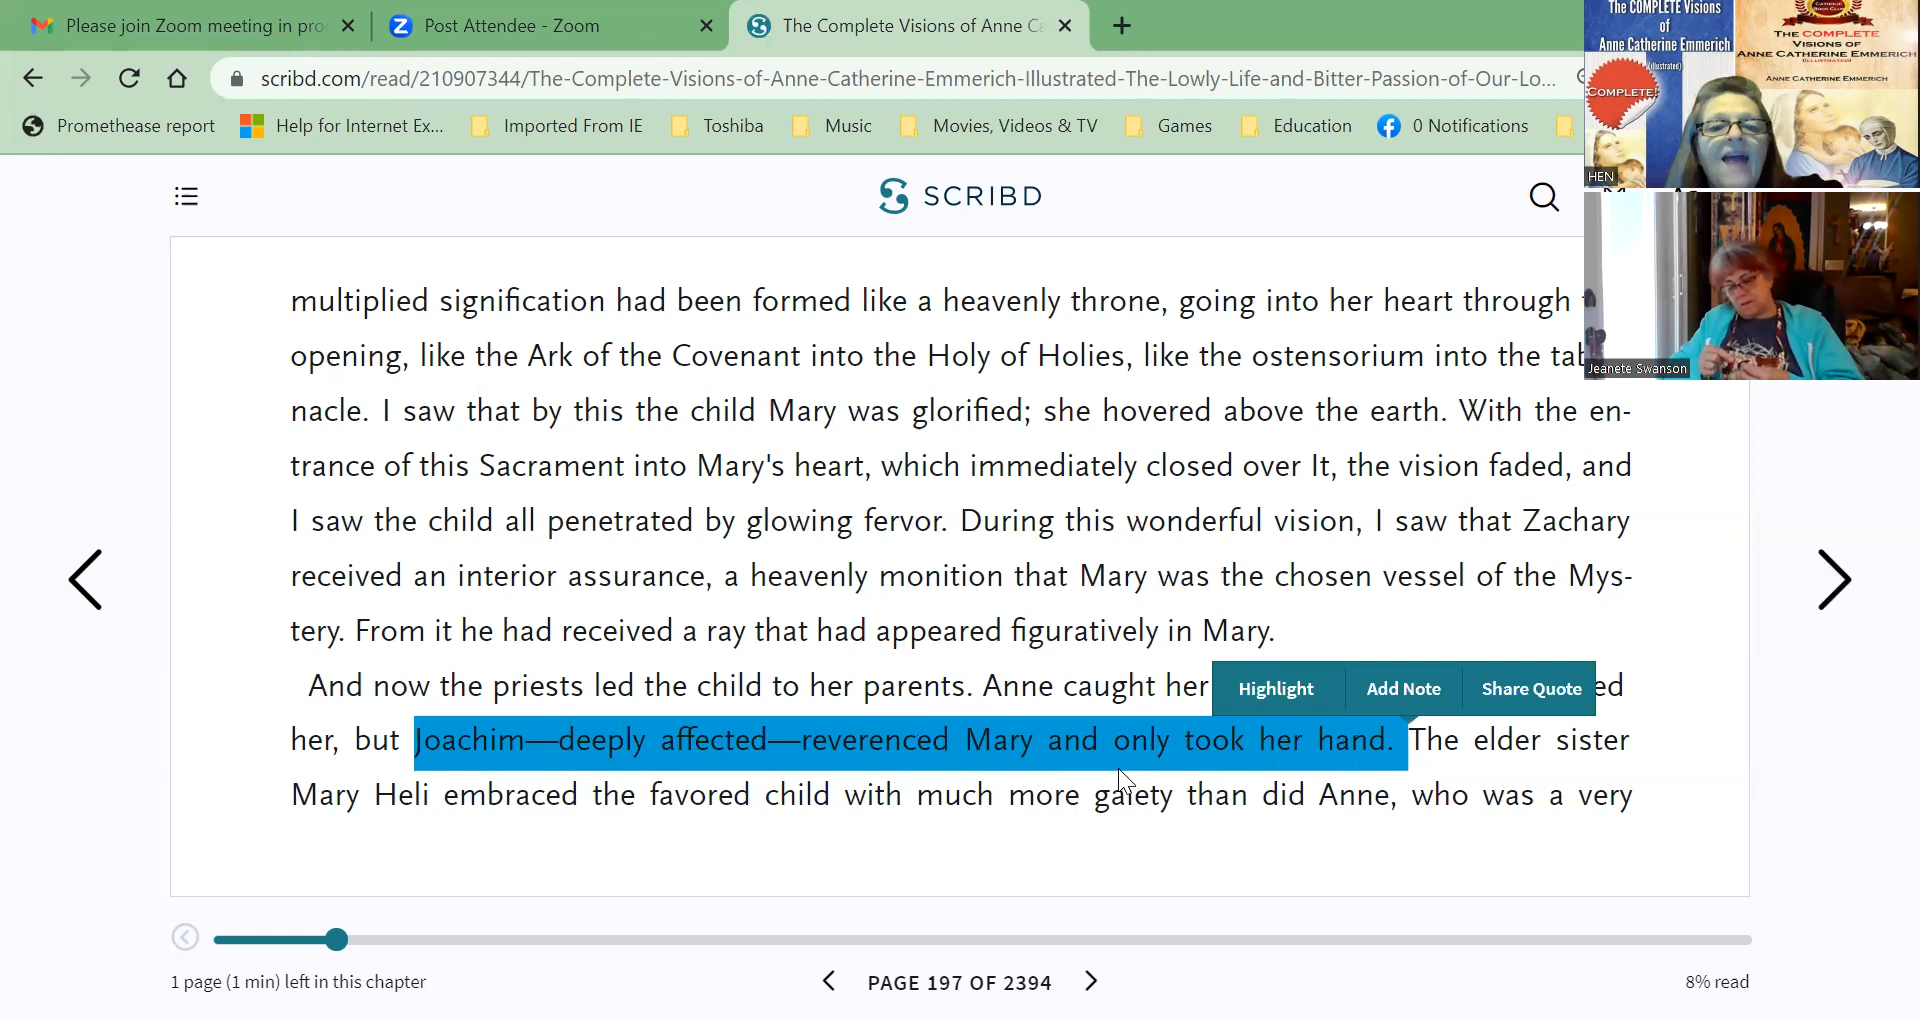 Please join Zoom meeting in pro
Post Attendee - Zoom
The Complete Visions of Anne Ca
scribd.com/read/210907344/The-Complete-Visions-of-Anne-Catherine-Emmerich-Illustrated-The-Lowly-Life-and-Bitter-Passion-of-Our-Lo...
Promethease report
Help for Internet Ex...
Imported From IE
Toshiba
Music
Movies, Videos & TV
Games
Education
0 Notifications
The COMPLETE Visions
of
Anne Catherine Emmerich
(illustrated)
COMPLETE!
CATHOLIC
BOOK CLUB
THE COMPLETE
VISIONS OF
ANNE CATHERINE EMMERICH
(ILLUSTRATED)
ANNE CATHERINE EMMERICH
HEN
Jeanete Swanson
SCRIBD
multiplied signification had been formed like a heavenly throne, going into her heart through
opening, like the Ark of the Covenant into the Holy of Holies, like the ostensorium into the tab
nacle. I saw that by this the child Mary was glorified; she hovered above the earth. With the en-
trance of this Sacrament into Mary's heart, which immediately closed over It, the vision faded, and
I saw the child all penetrated by glowing fervor. During this wonderful vision, I saw that Zachary
received an interior assurance, a heavenly monition that Mary was the chosen vessel of the Mys-
tery. From it he had received a ray that had appeared figuratively in Mary.
And now the priests led the child to her parents. Anne caught her ed
Highlight
Add Note
Share Quote
her, but Joachim—deeply affected—reverenced Mary and only took her hand. The elder sister
Mary Heli embraced the favored child with much more gaiety than did Anne, who was a very
1 page (1 min) left in this chapter
PAGE 197 OF 2394
8% read